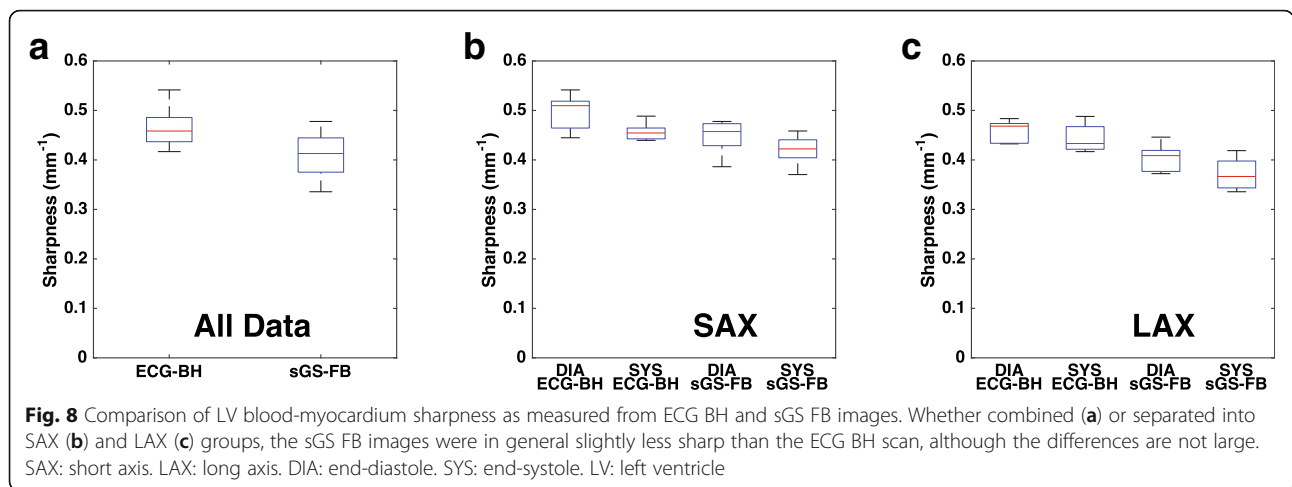 a
0.6
0.5
0.4
0.3
0.2
0.1
0
Sharpness (mm⁻¹)
All Data
ECG-BH sGS-FB
b
0.6
0.5
0.4
0.3
0.2
0.1
0
Sharpness (mm⁻¹)
SAX
DIA SYS DIA SYS
ECG-BH ECG-BH sGS-FB sGS-FB
c
0.6
0.5
0.4
0.3
0.2
0.1
0
Sharpness (mm⁻¹)
LAX
DIA SYS DIA SYS
ECG-BH ECG-BH sGS-FB sGS-FB
Fig. 8 Comparison of LV blood-myocardium sharpness as measured from ECG BH and sGS FB images. Whether combined (a) or separated into
SAX (b) and LAX (c) groups, the sGS FB images were in general slightly less sharp than the ECG BH scan, although the differences are not large.
SAX: short axis. LAX: long axis. DIA: end-diastole. SYS: end-systole. LV: left ventricle